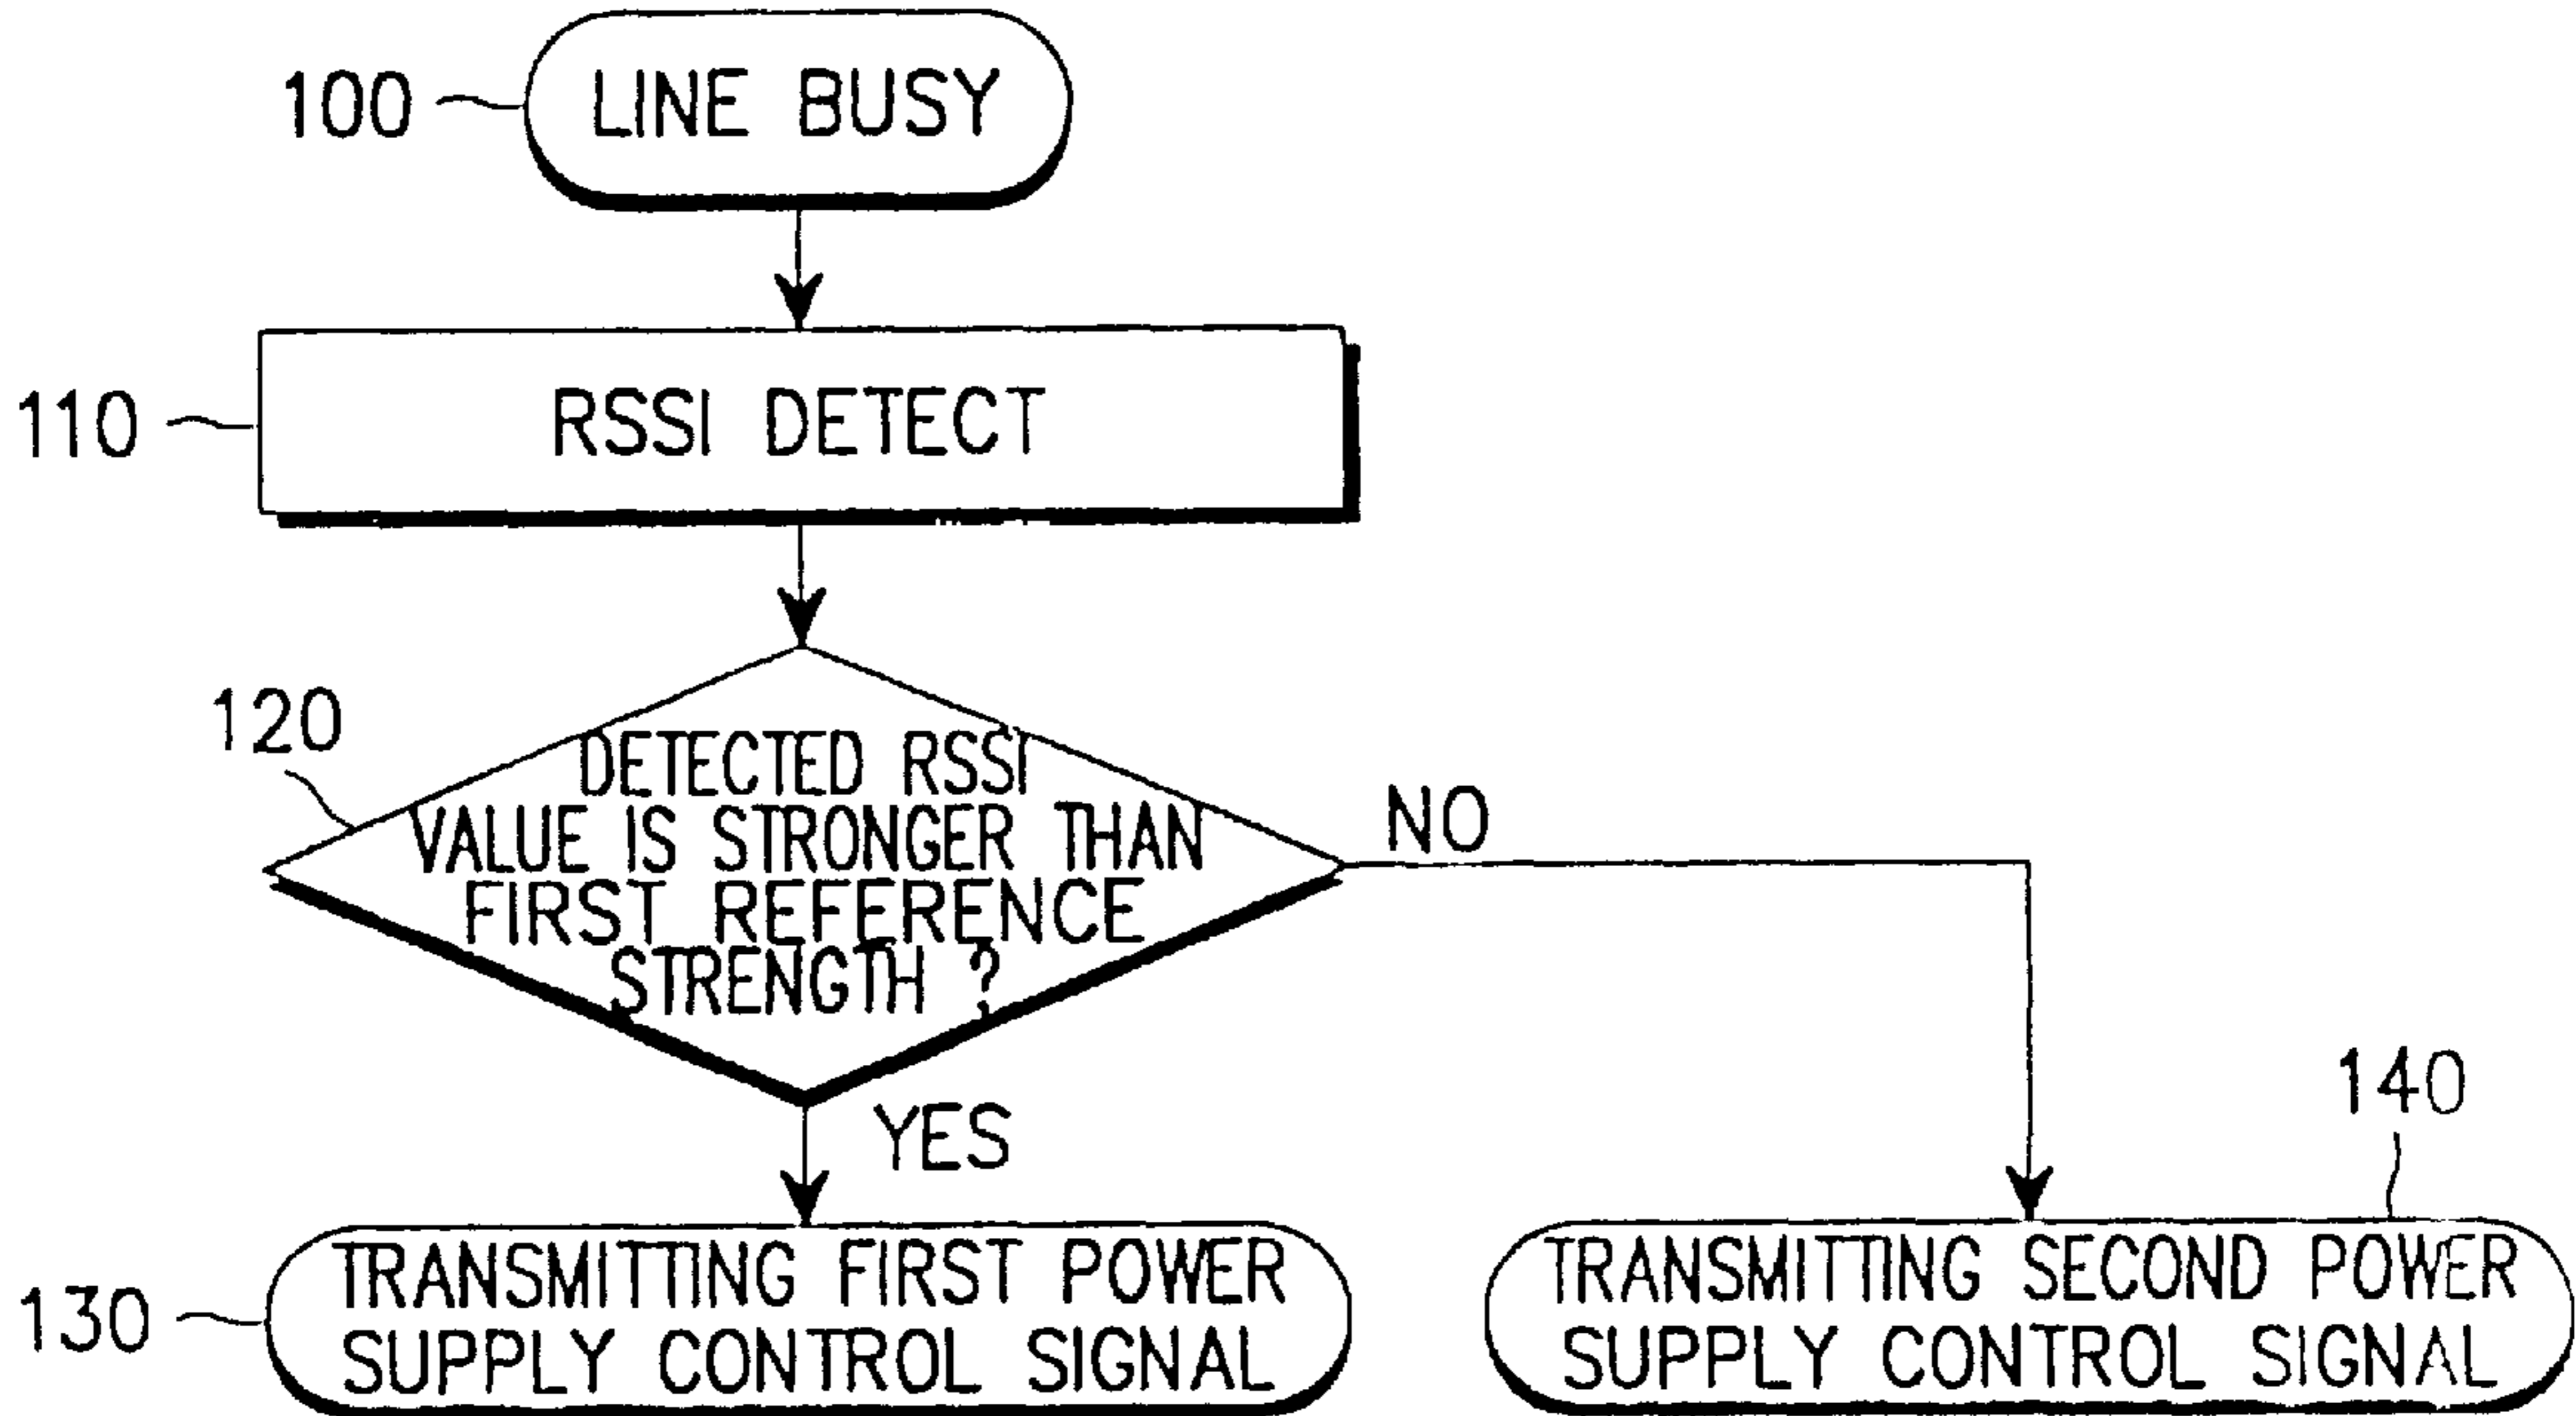 100
LINE BUSY
110
RSSI DETECT
120
DETECTED RSSI
VALUE IS STRONGER THAN
FIRST REFERENCE
STRENGTH ?
NO
YES
130
TRANSMITTING FIRST POWER
SUPPLY CONTROL SIGNAL
140
TRANSMITTING SECOND POWER
SUPPLY CONTROL SIGNAL